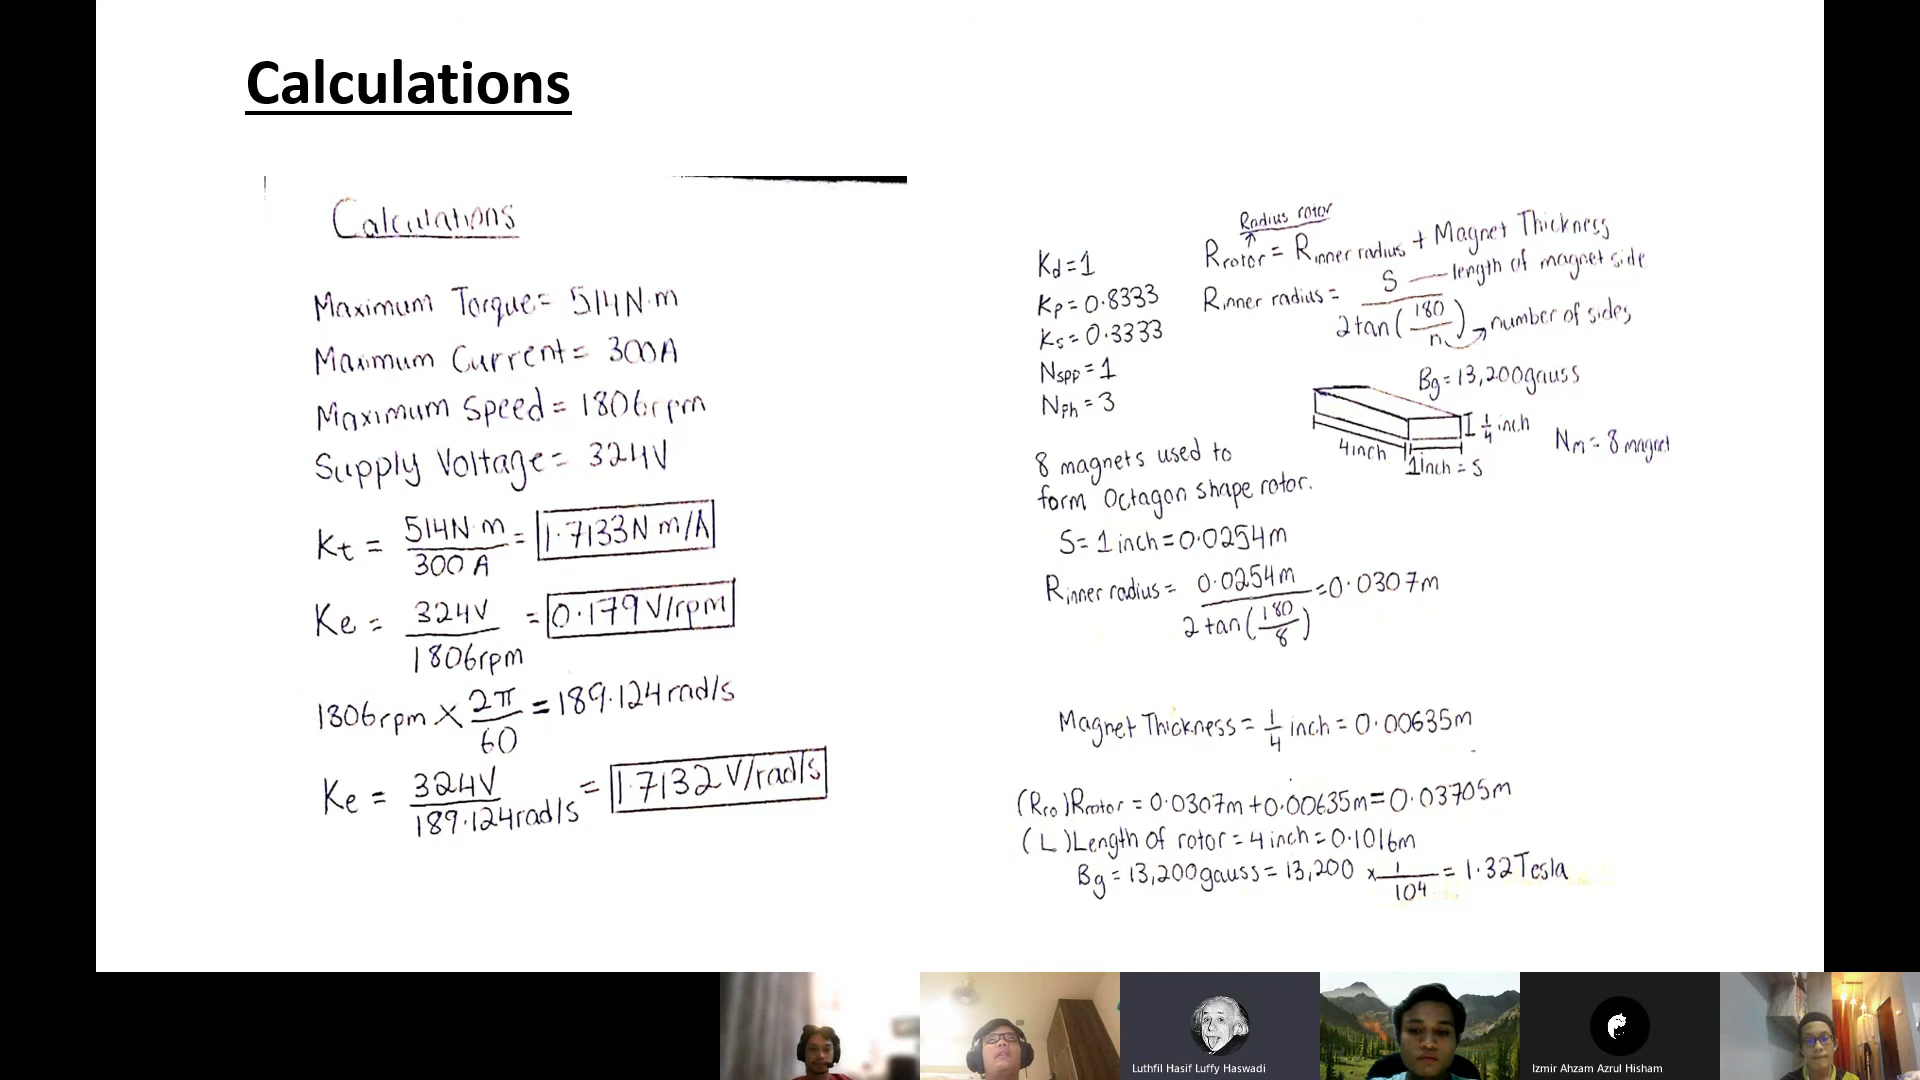 Calculations
Calculations
Maximum Torque = 514N·m
Maximum Current = 300A
Maximum Speed = 1806rpm
Supply Voltage = 324V
Kt = 514N·m / 300A = 1.7133N m/A
Ke = 324V / 1806rpm = 0.179V/rpm
1806rpm × 2π / 60 = 189.124rad/s
Ke = 324V / 189.124rad/s = 1.7132V/rad/s
Radius rotor
Rrotor = Rinner radius + Magnet Thickness
Rinner radius = S / 2tan(180/n)
length of magnet side
number of sides
Kd = 1
Kp = 0.8333
Ks = 0.3333
Nspp = 1
Nph = 3
Bg = 13,200gauss
1/4 inch
4inch
1inch = S
Nm = 8 magnet
8 magnets used to
form Octagon shape rotor.
S = 1inch = 0.0254m
Rinner radius = 0.0254m / 2tan(180/8) = 0.0307m
Magnet Thickness = 1/4 inch = 0.00635m
(Rro)Rrotor = 0.0307m + 0.00635m = 0.03705m
(L)Length of rotor = 4 inch = 0.1016m
Bg = 13,200gauss = 13,200 × 1/10⁴ = 1.32Tesla
Luthfil Hasif Luffy Haswadi
Izmir Ahzam Azrul Hisham